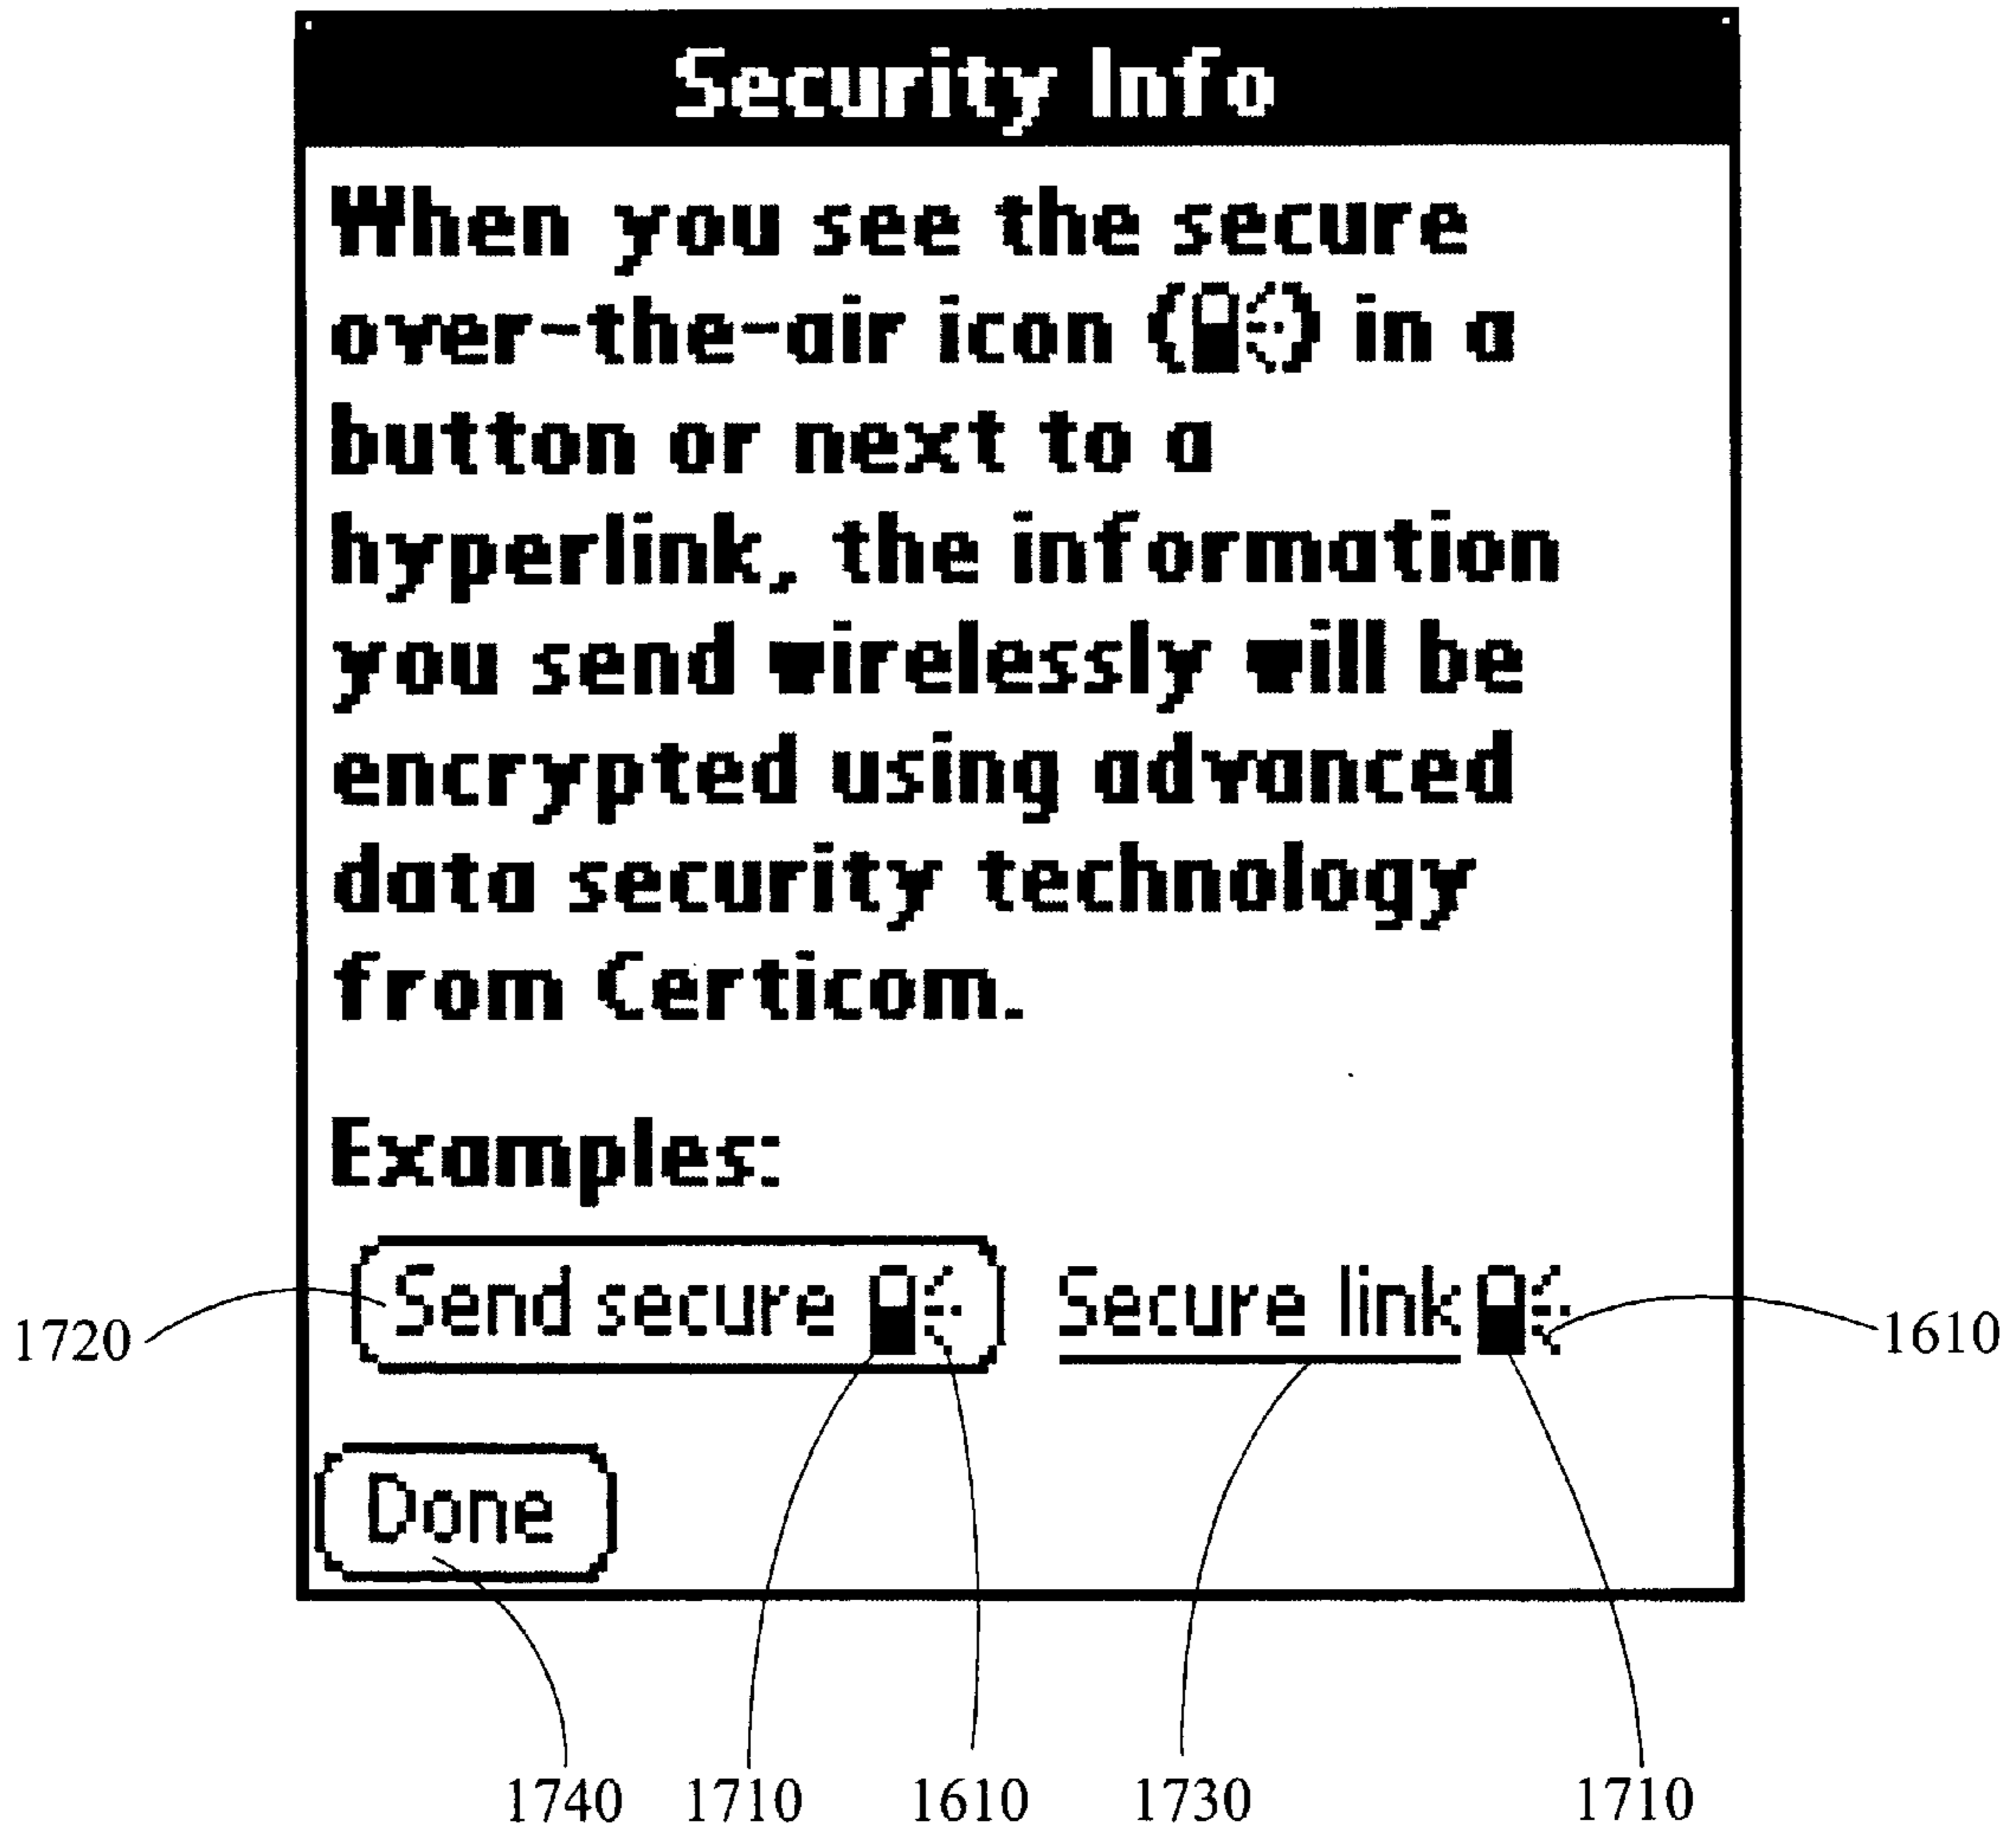 Security Info
When you see the secure
over-the-air icon () in a
button or next to a
hyperlink, the information
you send wirelessly will be
encrypted using advanced
data security technology
from Certicom.
Examples:
Send secure Secure link
1720
1610
Done
1740 1710 1610 1730 1710